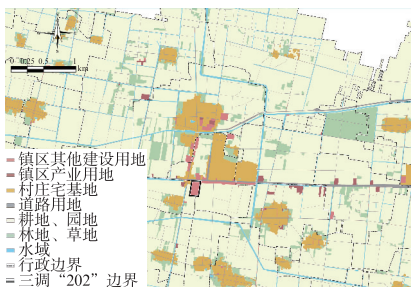 0 0.25 0.5 1
km
镇区其他建设用地
镇区产业用地
村庄宅基地
道路用地
耕地、园地
林地、草地
水域
行政边界
三调“202”边界